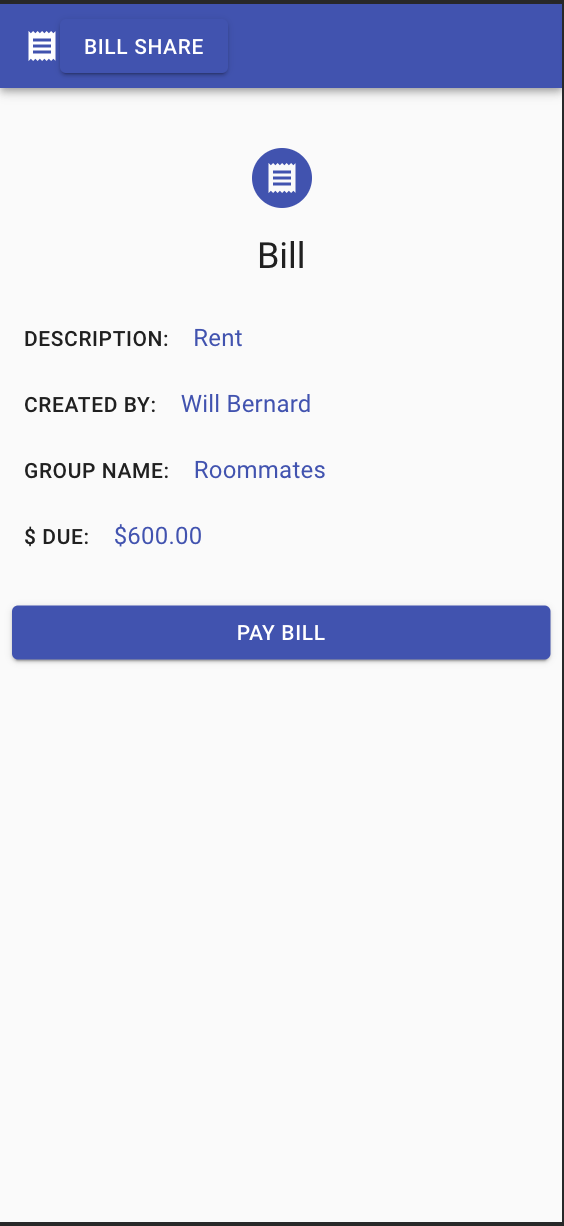 BILL SHARE
Bill
DESCRIPTION: Rent
CREATED BY: Will Bernard
GROUP NAME: Roommates
$ DUE: $600.00
PAY BILL